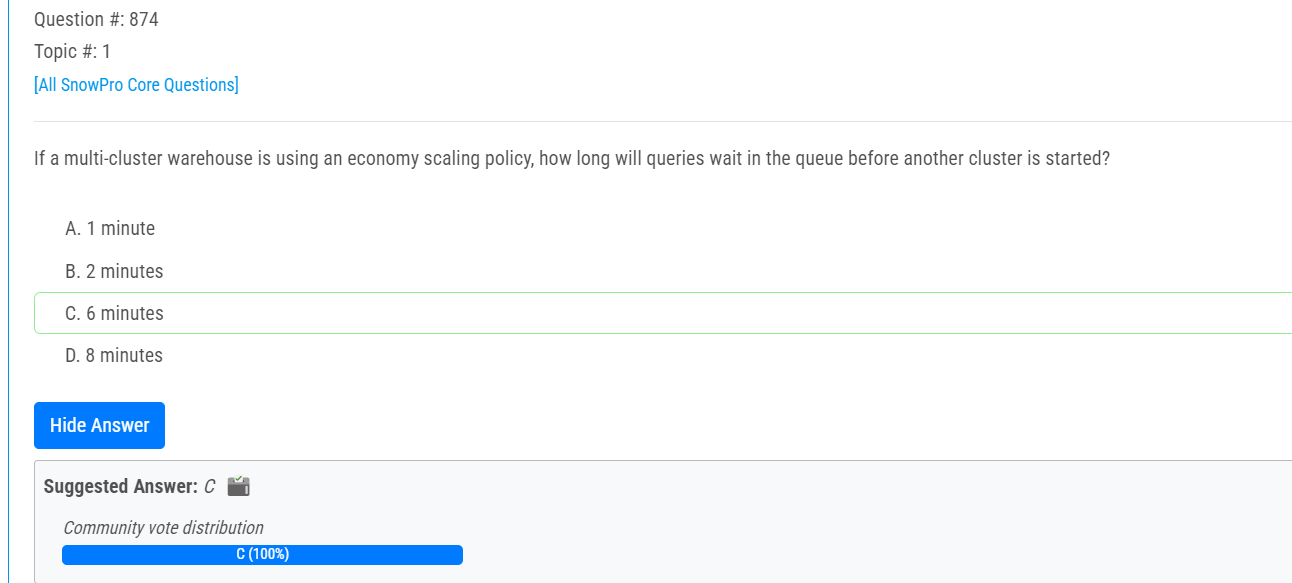 Question #: 874
Topic #: 1
[All SnowPro Core Questions]
If a multi-cluster warehouse is using an economy scaling policy, how long will queries wait in the queue before another cluster is started?
A. 1 minute
B. 2 minutes
C. 6 minutes
D. 8 minutes
Hide Answer
Suggested Answer: C
Community vote distribution
C (100%)